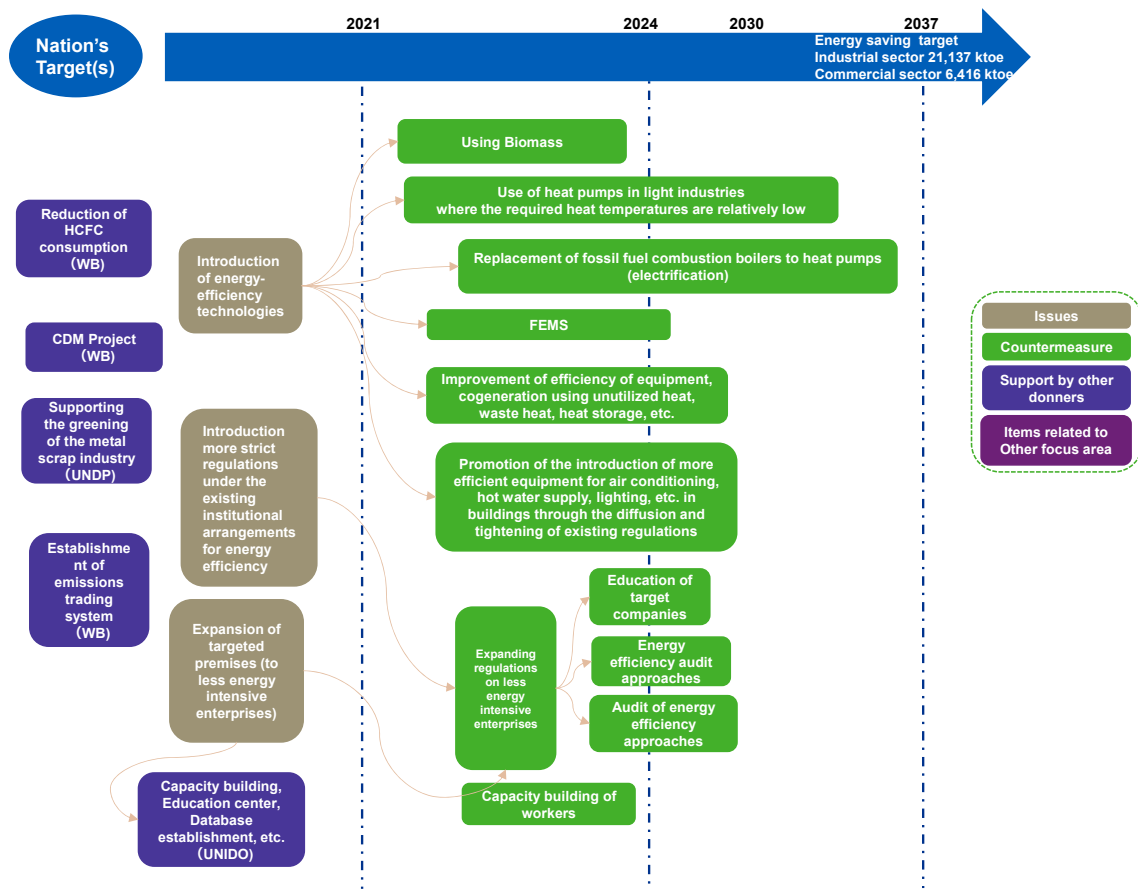 2021
2024
2030
2037
Nation's
Target(s)
Energy saving target
Industrial sector 21,137 ktoe
Commercial sector 6,416 ktoe
Using Biomass
Use of heat pumps in light industries
where the required heat temperatures are relatively low
Replacement of fossil fuel combustion boilers to heat pumps
(electrification)
FEMS
Improvement of efficiency of equipment,
cogeneration using unutilized heat,
waste heat, heat storage, etc.
Promotion of the introduction of more
efficient equipment for air conditioning,
hot water supply, lighting, etc. in
buildings through the diffusion and
tightening of existing regulations
Reduction of
HCFC
consumption
(WB)
Introduction
of energy-
efficiency
technologies
CDM Project
(WB)
Supporting
the greening
of the metal
scrap industry
(UNDP)
Introduction
more strict
regulations
under the
existing
institutional
arrangements
for energy
efficiency
Establishme
nt of
emissions
trading
system
(WB)
Expansion of
targeted
premises (to
less energy
intensive
enterprises)
Capacity building,
Education center,
Database
establishment, etc.
(UNIDO)
Expanding
regulations
on less
energy
intensive
enterprises
Education of
target
companies
Energy
efficiency audit
approaches
Audit of energy
efficiency
approaches
Capacity building of
workers
Issues
Countermeasure
Support by other
donners
Items related to
Other focus area